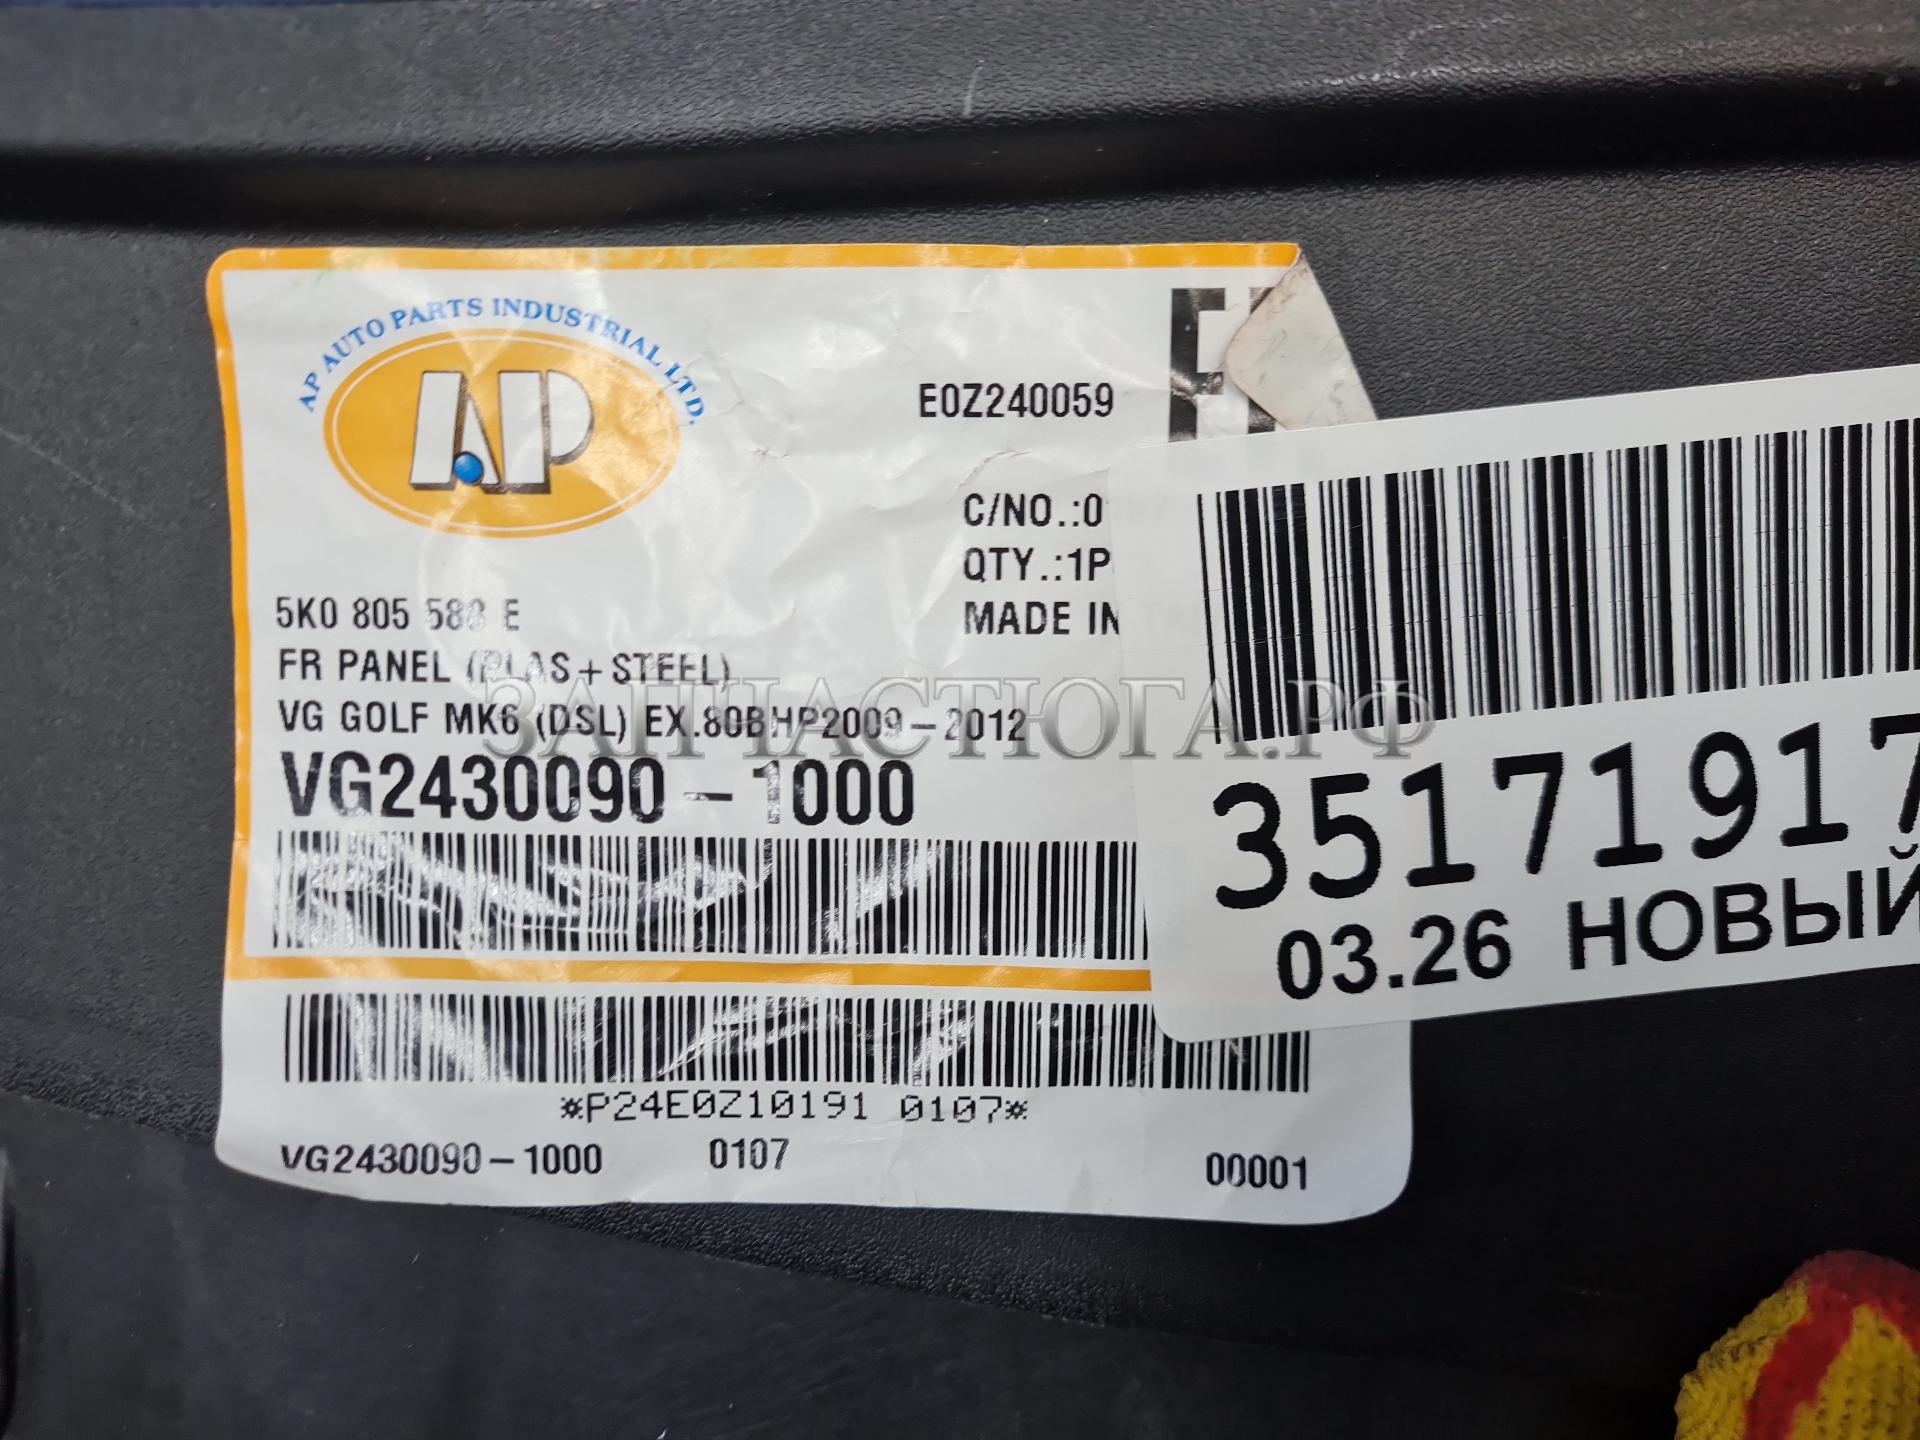 AP AUTO PARTS INDUSTRIAL LTD.
AP
E0Z240059
C/NO.:0
QTY.:1P
MADE IN
5K0 805 588 E
FR PANEL (PLAS+STEEL)
VG GOLF MK6 (DSL) EX.80BHP2009-2012
VG2430090-1000
*P24E0Z10191 0107*
VG2430090-1000 0107 00001
35171917
03.26 НОВЫЙ
ЗАПЧАСТЮГА.РФ